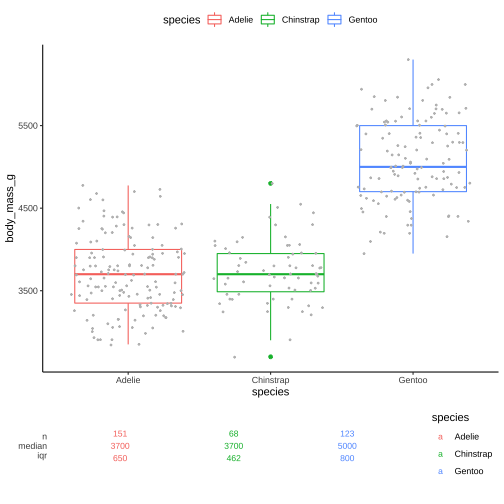 species Adelie Chinstrap Gentoo
body_mass_g
5500
4500
3500
Adelie Chinstrap Gentoo
species
species
n 151 68 123
median 3700 3700 5000
iqr 650 462 800
a Adelie
a Chinstrap
a Gentoo